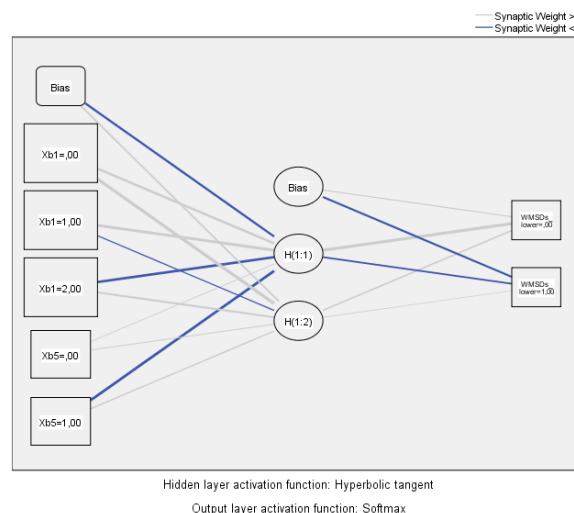 Synaptic Weight >
Synaptic Weight <
Bias
Xb1=,00
Xb1=1,00
Xb1=2,00
Xb5=,00
Xb5=1,00
Bias
H(1:1)
H(1:2)
WMSDs
lower=,00
WMSDs
lower=1,00
Hidden layer activation function: Hyperbolic tangent
Output layer activation function: Softmax